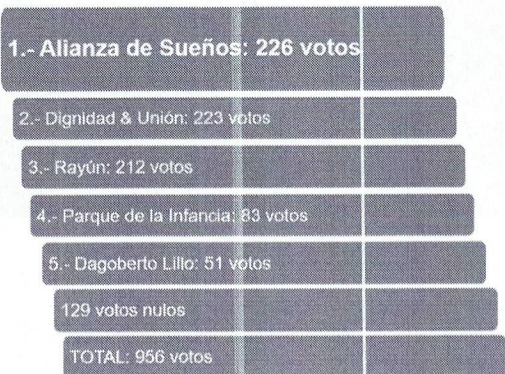 1.- Alianza de Sueños: 226 votos
2.- Dignidad & Unión: 223 votos
3.- Rayún: 212 votos
4.- Parque de la Infancia: 83 votos
5.- Dagoberto Lillo: 51 votos
129 votos nulos
TOTAL: 956 votos